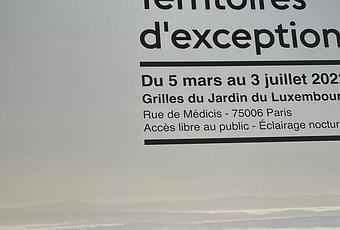 Territoires
d'exception
Du 5 mars au 3 juillet 202
Grilles du Jardin du Luxembour
Rue de Médicis - 75006 Paris
Accès libre au public - Éclairage noctur